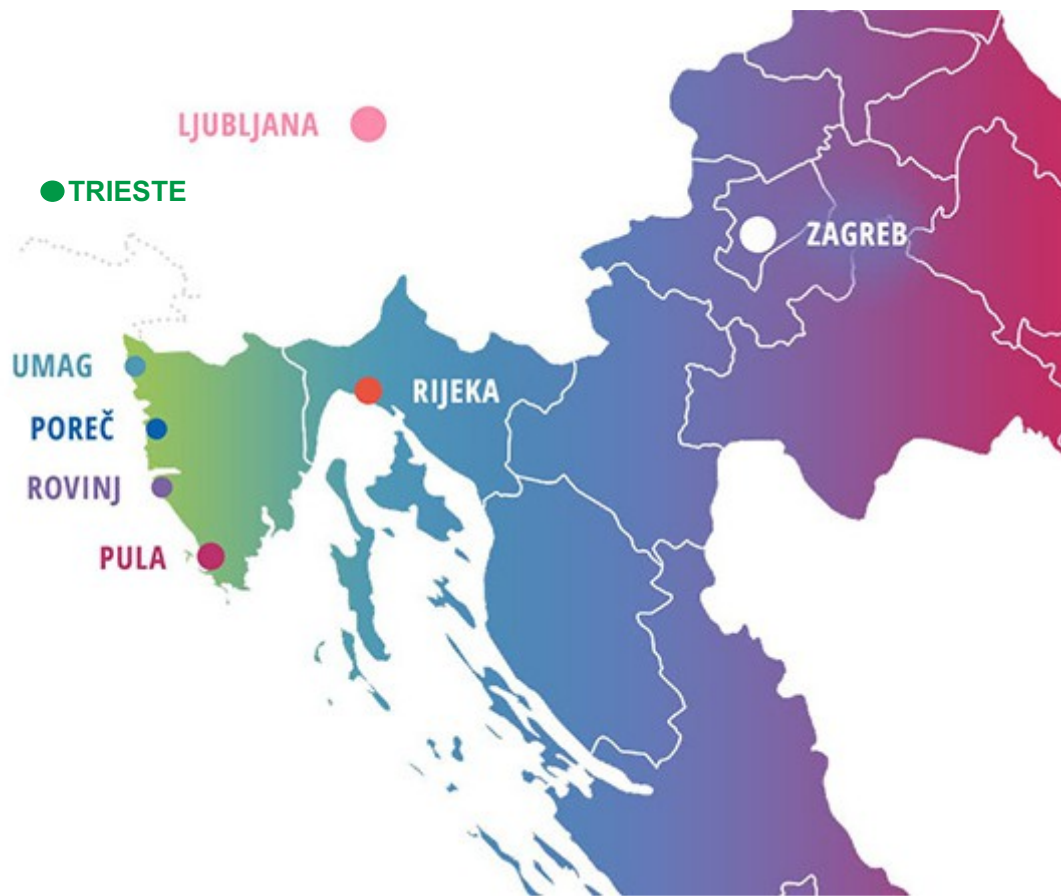 LJUBLJANA
TRIESTE
ZAGREB
UMAG
RIJEKA
POREČ
ROVINJ
PULA